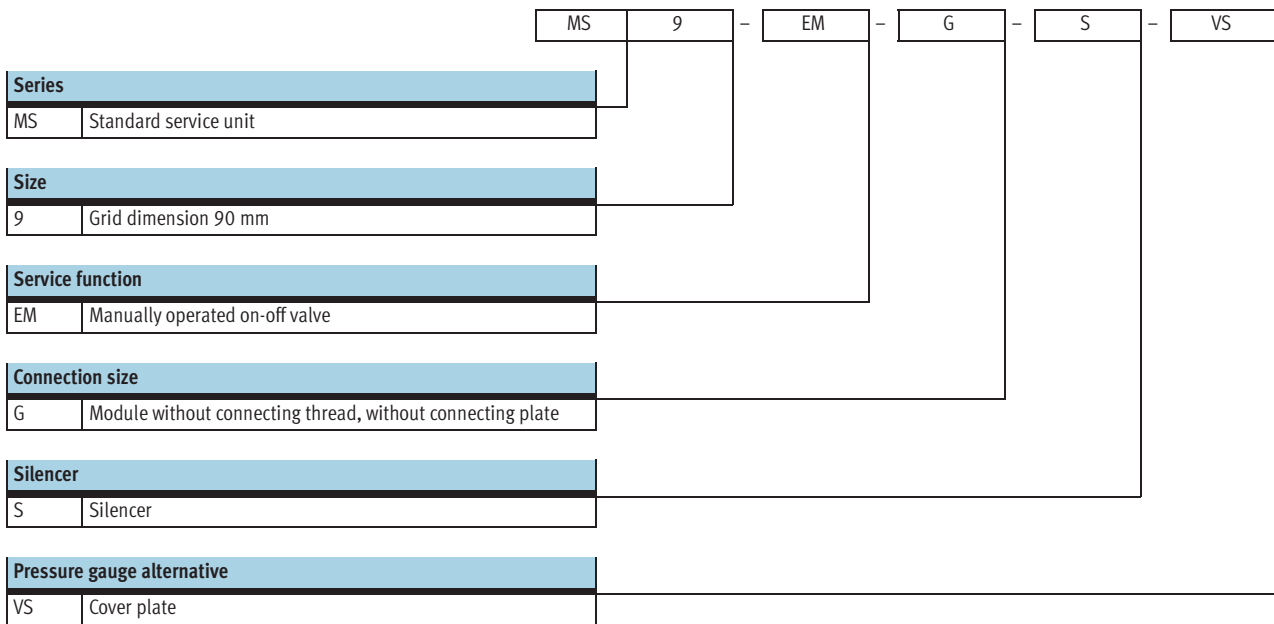 MS 9 – EM – G – S – VS
Series
MS Standard service unit
Size
9 Grid dimension 90 mm
Service function
EM Manually operated on-off valve
Connection size
G Module without connecting thread, without connecting plate
Silencer
S Silencer
Pressure gauge alternative
VS Cover plate